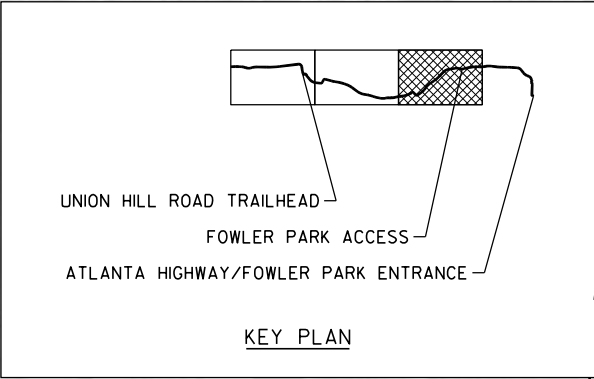 UNION HILL ROAD TRAILHEAD
FOWLER PARK ACCESS
ATLANTA HIGHWAY/FOWLER PARK ENTRANCE
KEY PLAN